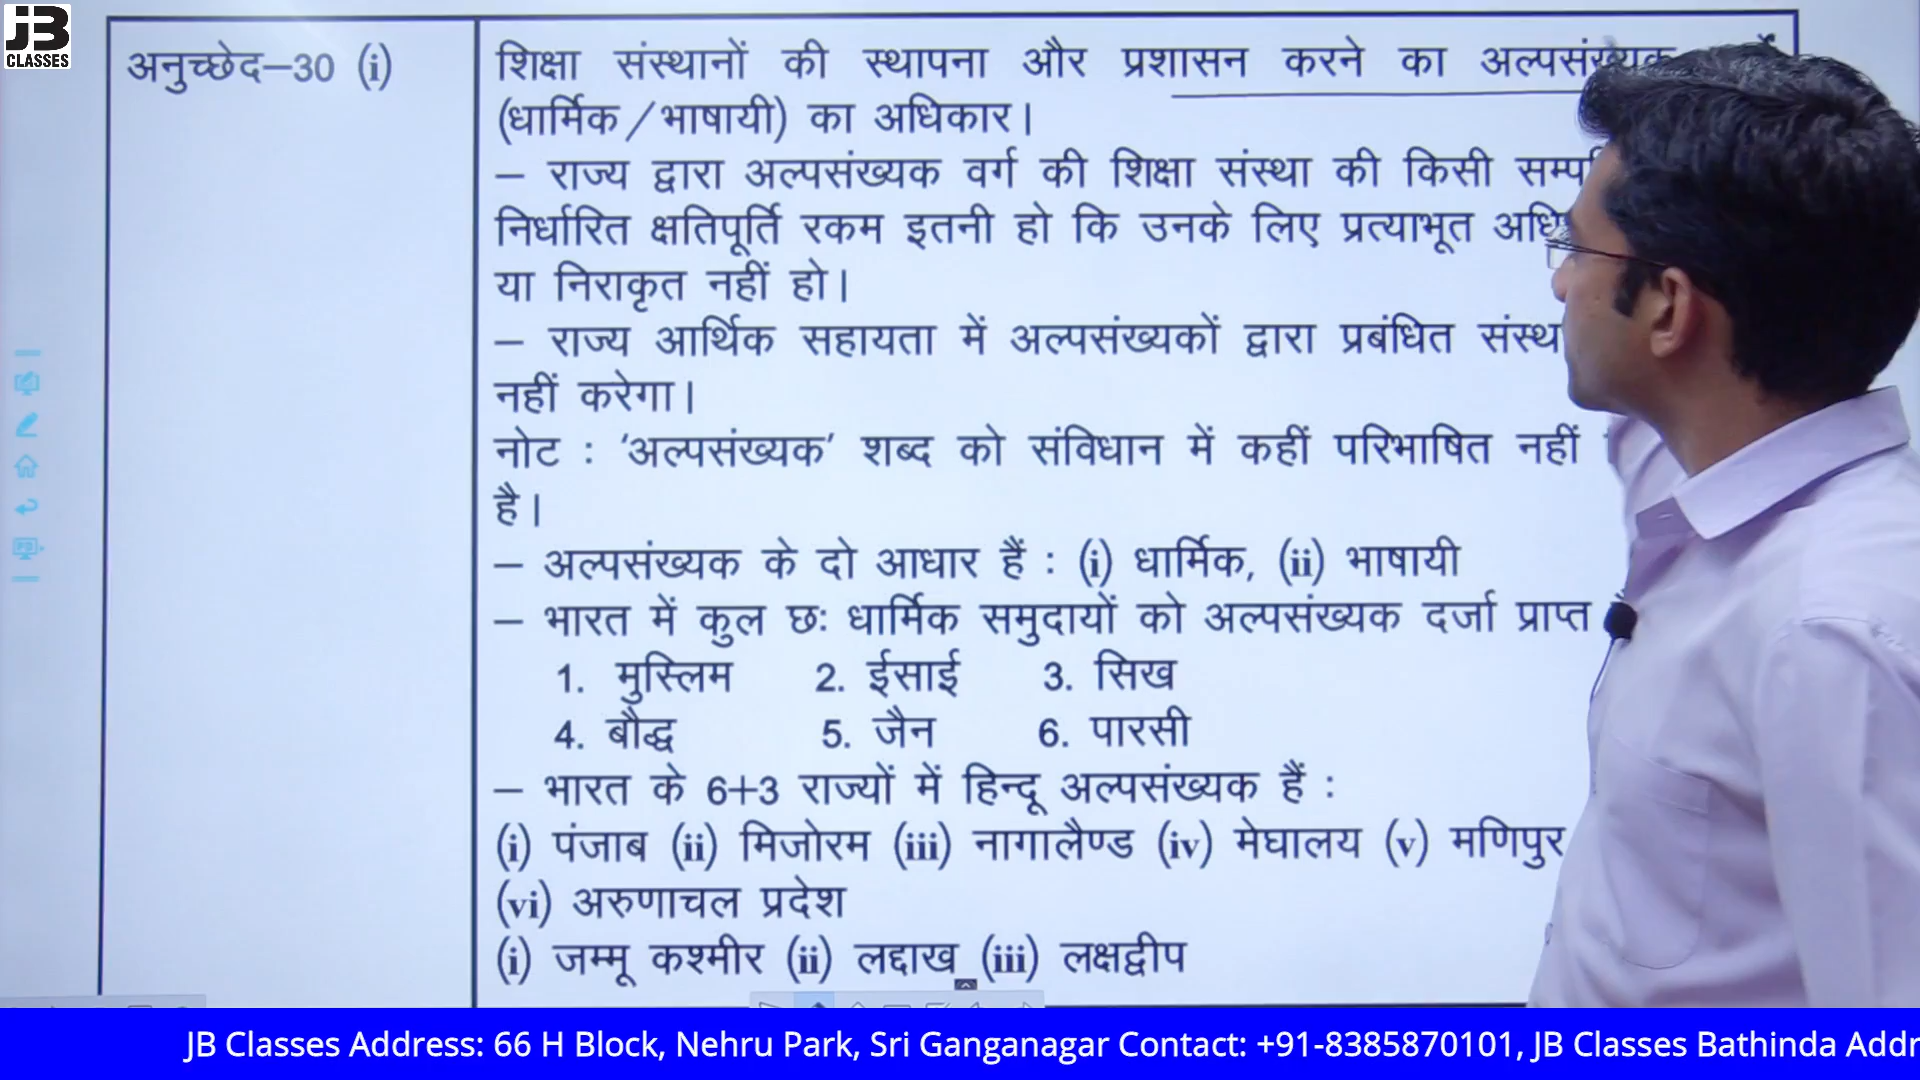 JB
CLASSES
अनुच्छेद–30 (i)
शिक्षा संस्थानों की स्थापना और प्रशासन करने का अल्पसंख्यक
(धार्मिक/भाषायी) का अधिकार।
– राज्य द्वारा अल्पसंख्यक वर्ग की शिक्षा संस्था की किसी
निर्धारित क्षतिपूर्ति रकम इतनी हो कि उनके लिए प्रत्याभूत
या निराकृत नहीं हो।
– राज्य आर्थिक सहायता में अल्पसंख्यकों द्वारा प्रबंधित
नहीं करेगा।
नोट : ‘अल्पसंख्यक’ शब्द को संविधान में कहीं परिभाषित नहीं
है।
– अल्पसंख्यक के दो आधार हैं : (i) धार्मिक, (ii) भाषायी
– भारत में कुल छः धार्मिक समुदायों को अल्पसंख्यक दर्जा प्राप्त
1. मुस्लिम 2. ईसाई 3. सिख
4. बौद्ध 5. जैन 6. पारसी
– भारत के 6+3 राज्यों में हिन्दू अल्पसंख्यक हैं :
(i) पंजाब (ii) मिजोरम (iii) नागालैण्ड (iv) मेघालय (v) मणिपुर
(vi) अरुणाचल प्रदेश
(i) जम्मू कश्मीर (ii) लद्दाख (iii) लक्षद्वीप
JB Classes Address: 66 H Block, Nehru Park, Sri Ganganagar Contact: +91-8385870101, JB Classes Bathinda Addr